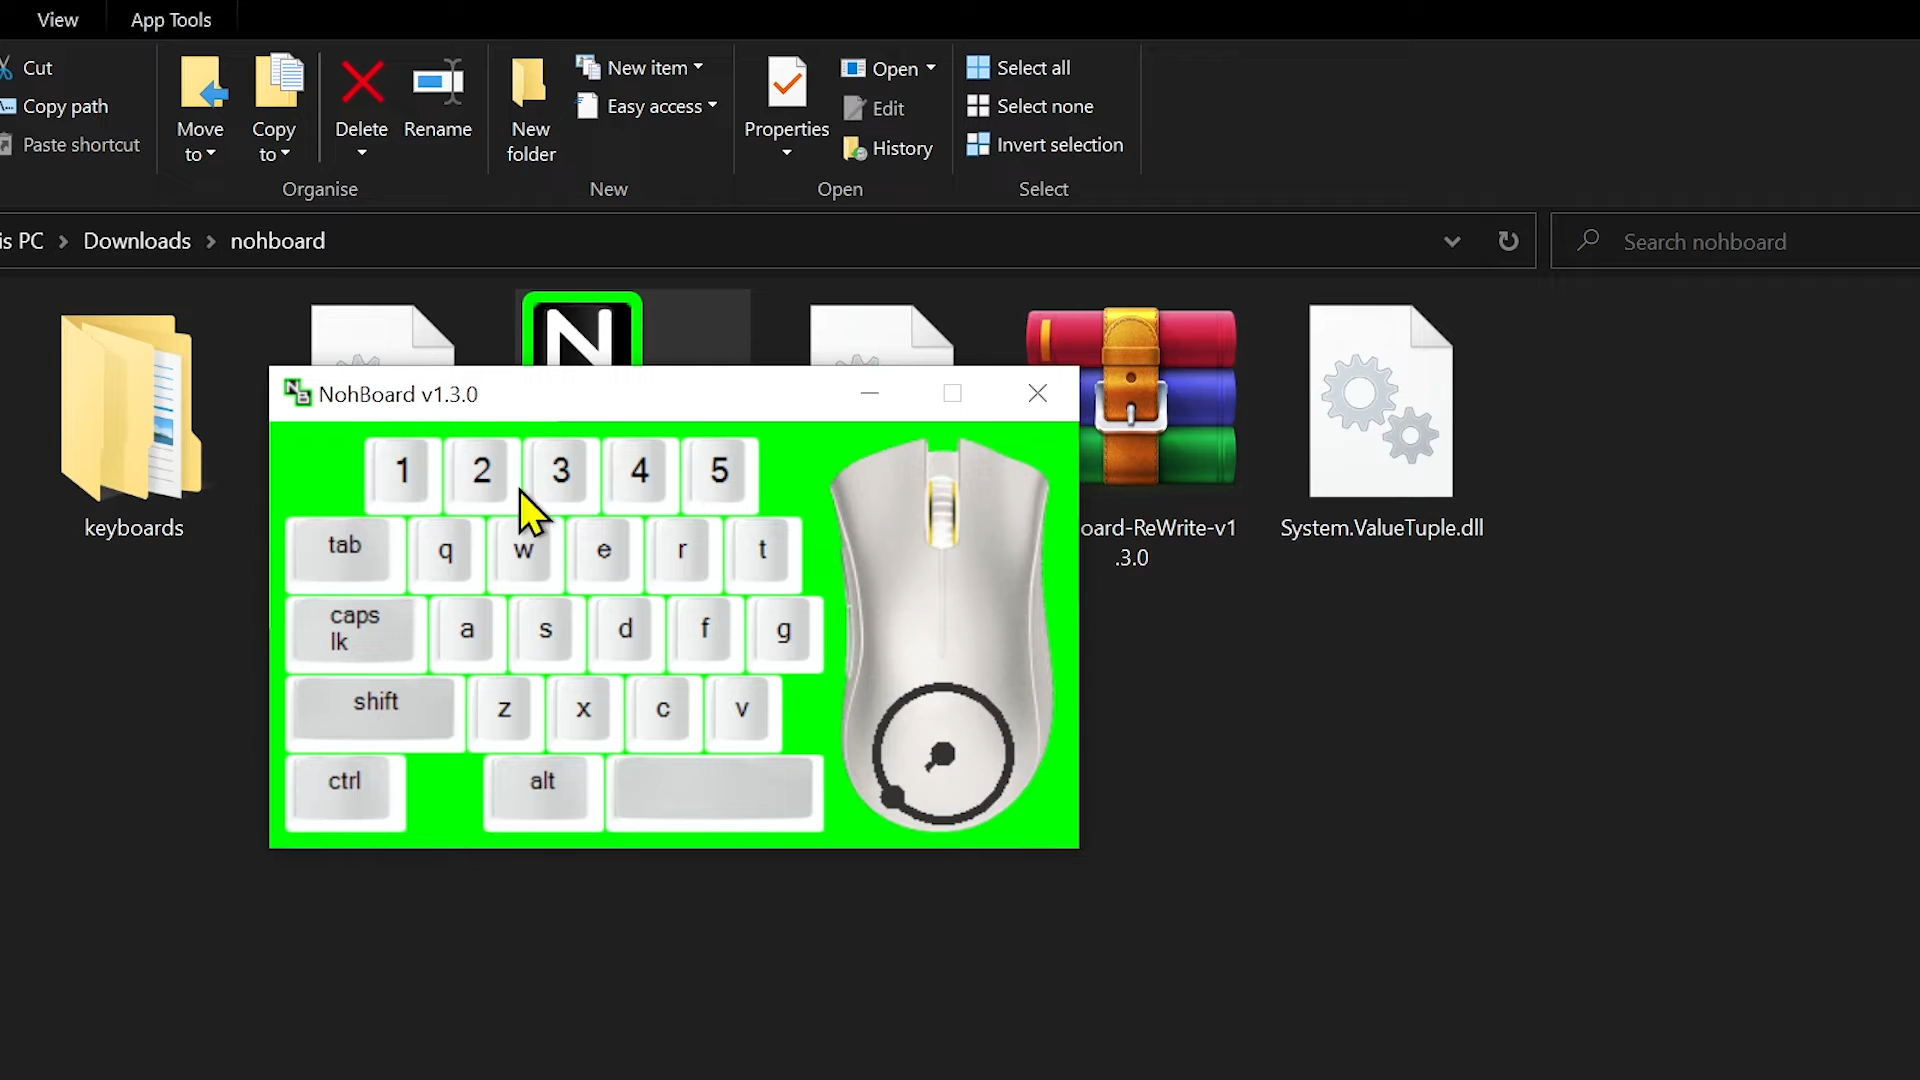 View
App Tools
Cut
Copy path
Paste shortcut
Move
to
Copy
to
Delete
Rename
Organise
New
folder
New item
Easy access
New
Properties
Open
Edit
History
Open
Select all
Select none
Invert selection
Select
is PC
Downloads
nohboard
Search nohboard
keyboards
N
oard-ReWrite-v1
.3.0
System.ValueTuple.dll
NohBoard v1.3.0
1 2 3 4 5
tab q w e r t
caps
lk
a s d f g
shift z x c v
ctrl alt